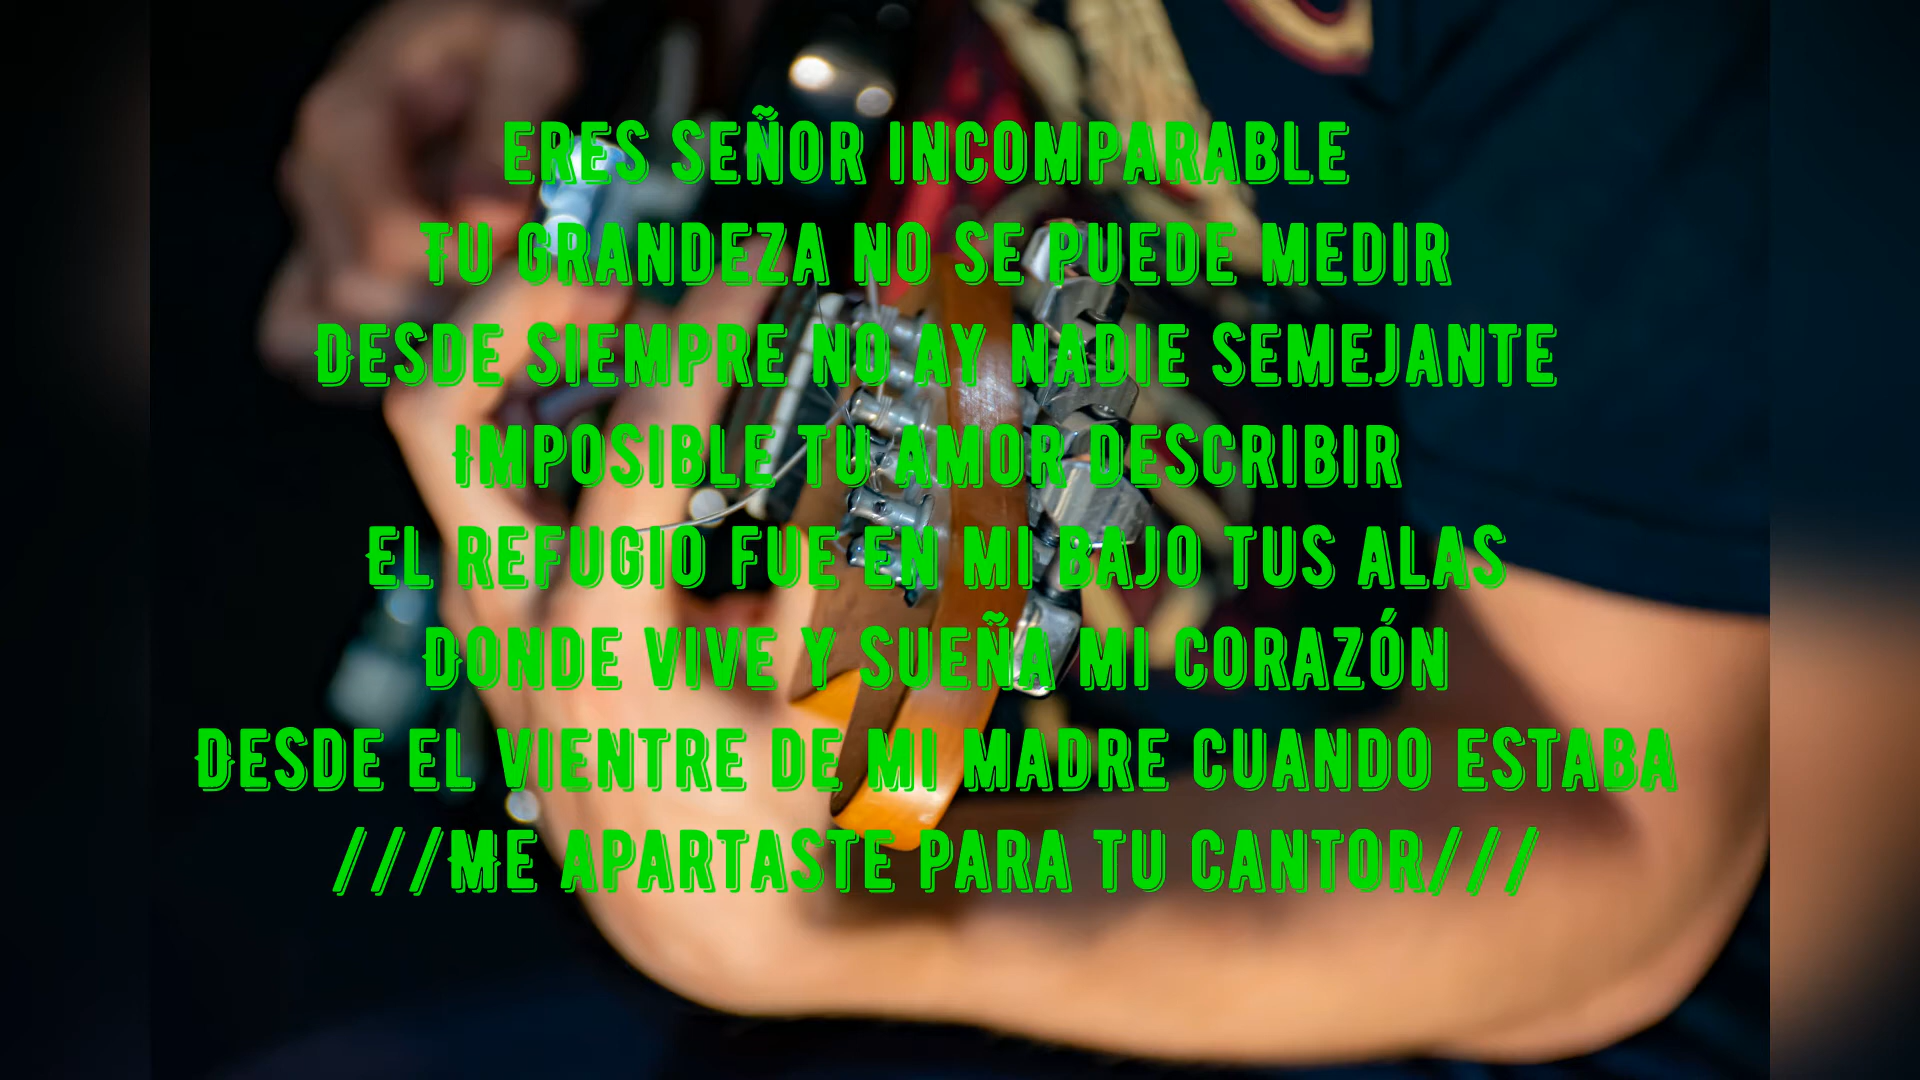 Eres Señor incomparable
Tu grandeza no se puede medir
Desde siempre no ay nadie semejante
Imposible tu amor describir
El refugio fue en mi bajo tus alas
Donde vive y sueña mi corazón
Desde el vientre de mi madre cuando estaba
///Me apartaste para tu cantor///